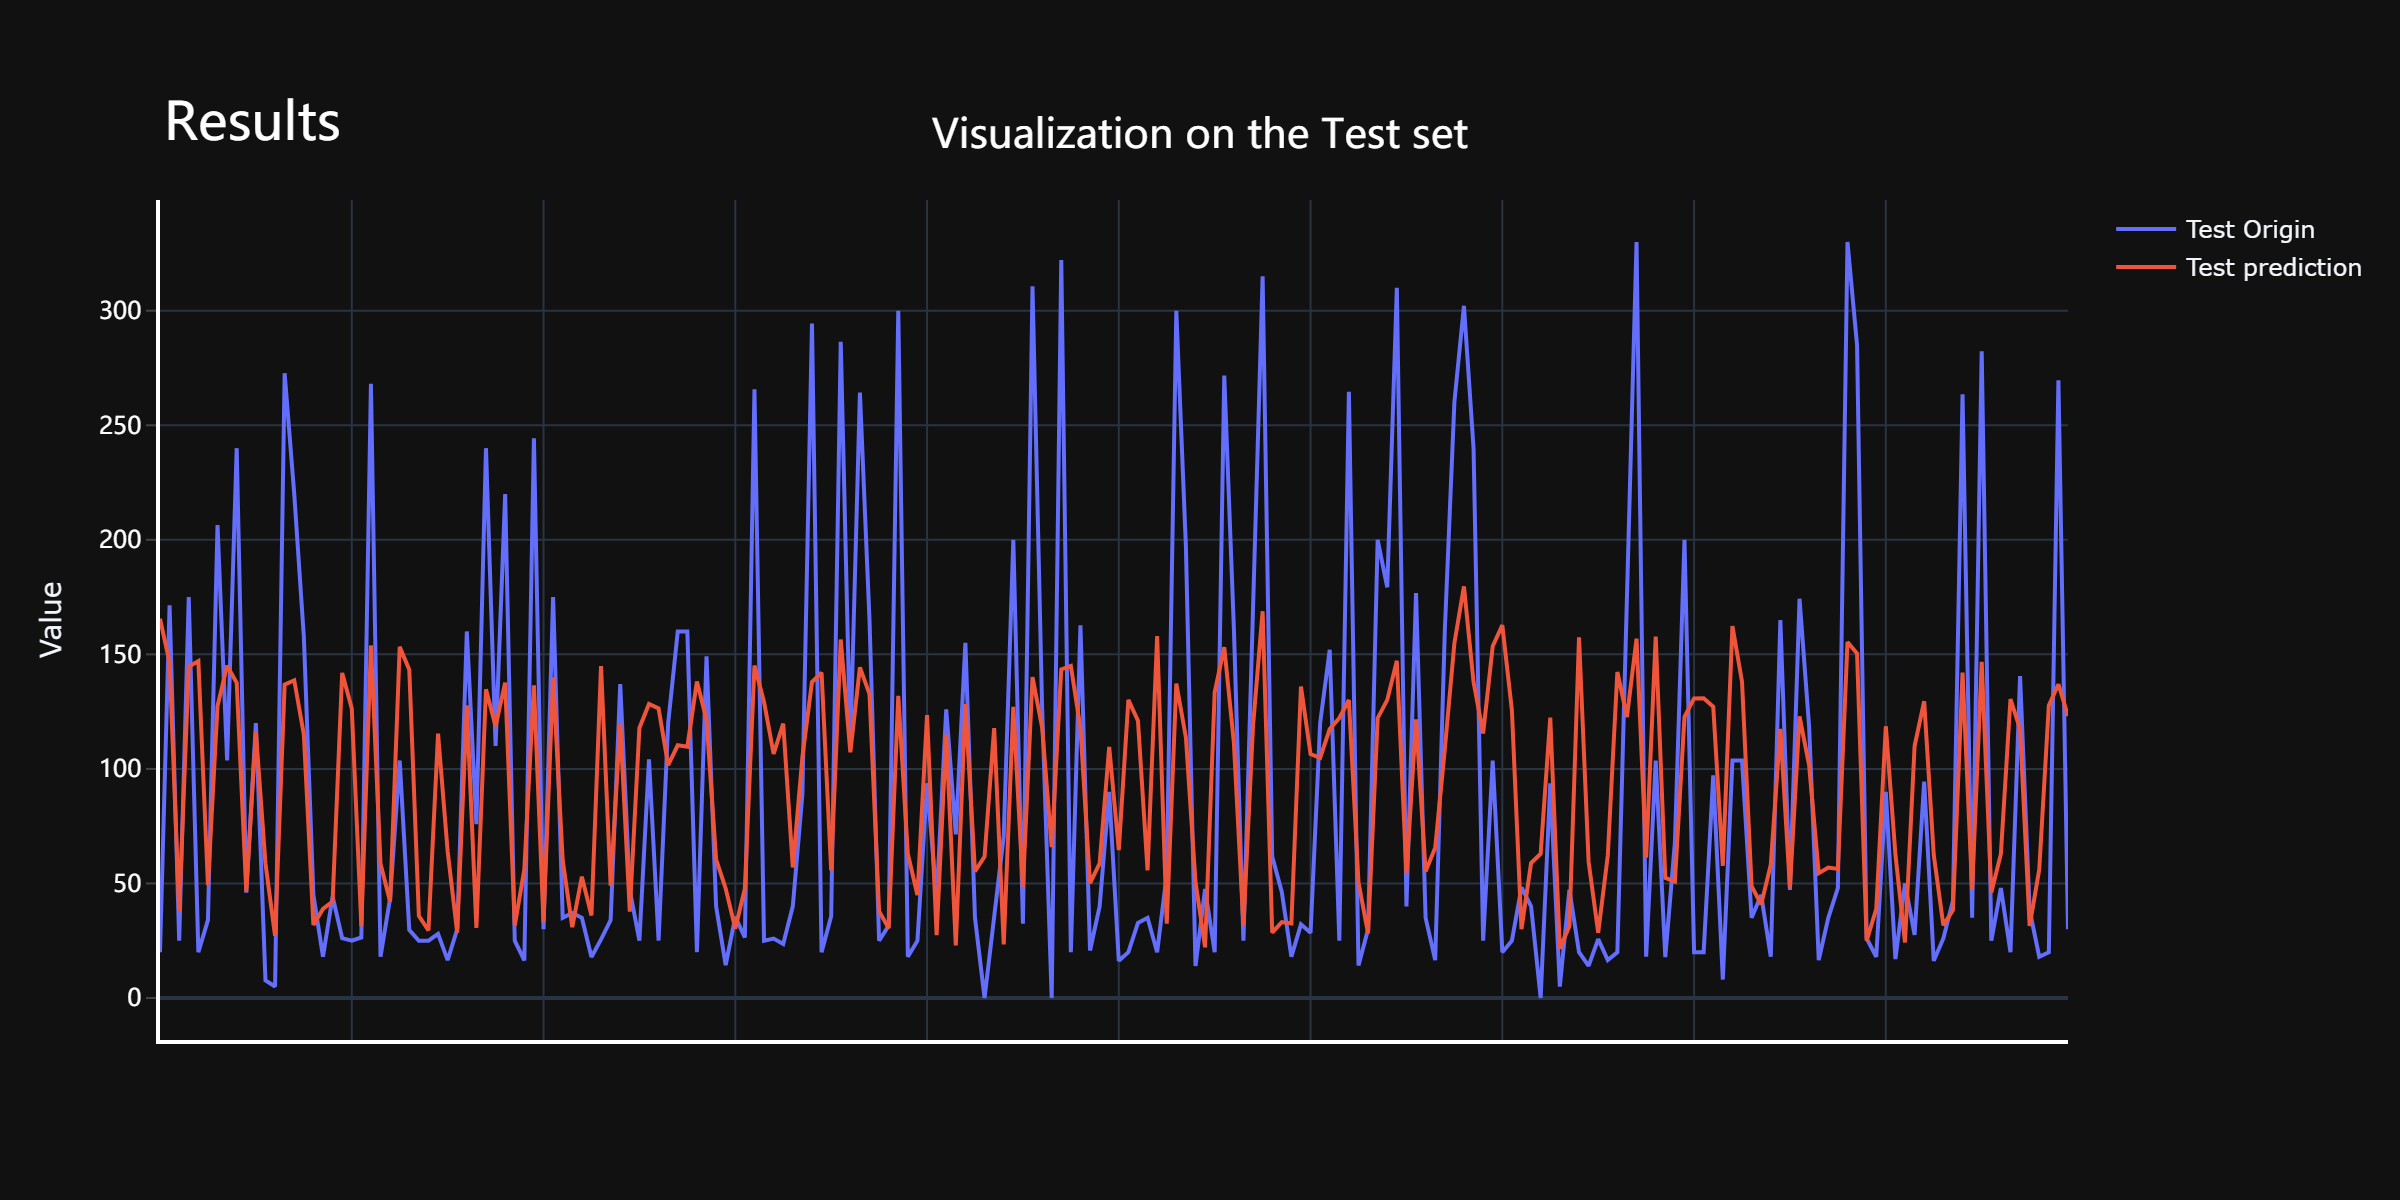 Results
Visualization on the Test set
Test Origin
Test prediction
300
250
200
150
100
50
0
Value